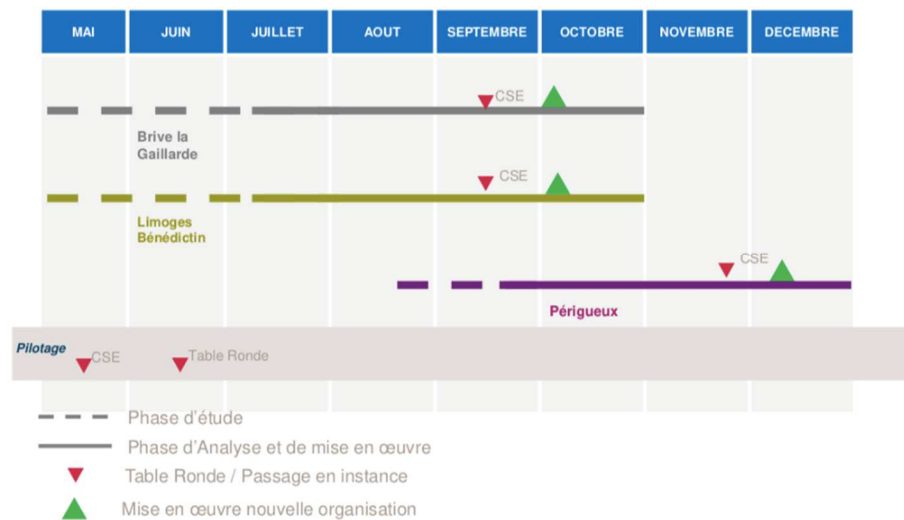 MAI JUIN JUILLET AOUT SEPTEMBRE OCTOBRE NOVEMBRE DECEMBRE
CSE
Brive la
Gaillarde
CSE
Limoges
Bénédictin
CSE
Périgueux
Pilotage
CSE Table Ronde
Phase d'étude
Phase d'Analyse et de mise en œuvre
Table Ronde / Passage en instance
Mise en œuvre nouvelle organisation